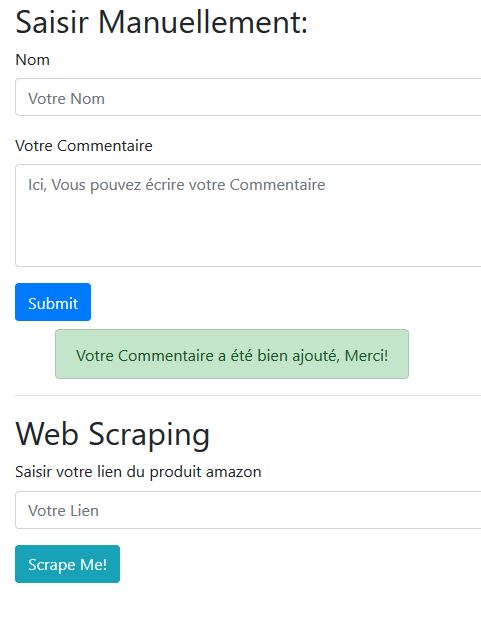 Saisir Manuellement:
Nom
Votre Nom
Votre Commentaire
Ici, Vous pouvez écrire votre Commentaire
Submit
Votre Commentaire a été bien ajouté, Merci!
Web Scraping
Saisir votre lien du produit amazon
Votre Lien
Scrape Me!